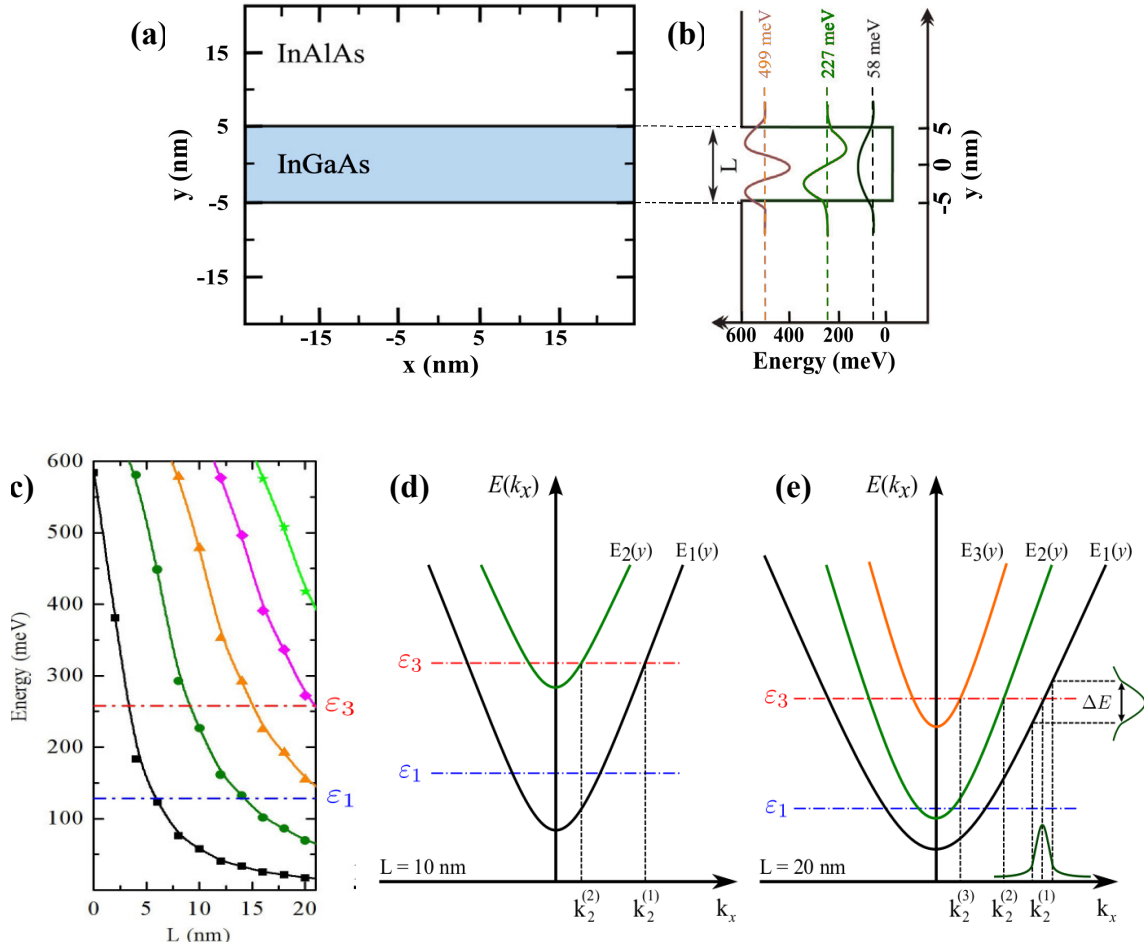 (a)
InAlAs
InGaAs
y (nm)
15
5
-5
-15
-15
-5
5
15
x (nm)
(b)
499 meV
227 meV
58 meV
L
5
0
-5
y (nm)
600
400
200
0
Energy (meV)
c)
600
500
400
300
200
100
Energy (meV)
0
5
10
15
20
L (nm)
ε₃
ε₁
(d)
E(kₓ)
E₂(y)
E₁(y)
ε₃
ε₁
L = 10 nm
k₂⁽²⁾
k₂⁽¹⁾
kₓ
(e)
E(kₓ)
E₃(y)
E₂(y)
E₁(y)
ε₃
ΔE
ε₁
L = 20 nm
k₂⁽³⁾
k₂⁽²⁾
k₂⁽¹⁾
kₓ